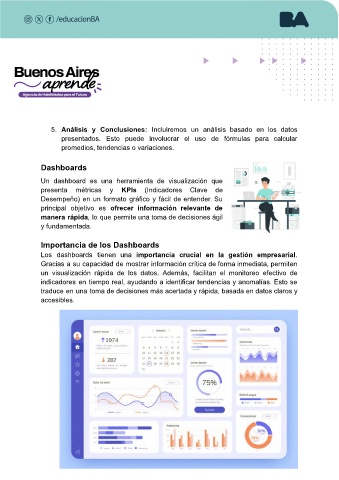 /educacionBA
BA
Buenos Aires
aprende
Agencia de Habilidades para el Futuro
5. Análisis y Conclusiones: Incluiremos un análisis basado en los datos
presentados. Esto puede involucrar el uso de fórmulas para calcular
promedios, tendencias o variaciones.
Dashboards
Un dashboard es una herramienta de visualización que
presenta métricas y KPIs (Indicadores Clave de
Desempeño) en un formato gráfico y fácil de entender. Su
principal objetivo es ofrecer información relevante de
manera rápida, lo que permite una toma de decisiones ágil
y fundamentada.
Importancia de los Dashboards
Los dashboards tienen una importancia crucial en la gestión empresarial.
Gracias a su capacidad de mostrar información crítica de forma inmediata, permiten
un visualización rápida de los datos. Además, facilitan el monitoreo efectivo de
indicadores en tiempo real, ayudando a identificar tendencias y anomalías. Esto se
traduce en una toma de decisiones más acertada y rápida, basada en datos claros y
accesibles.
1974
287
75%